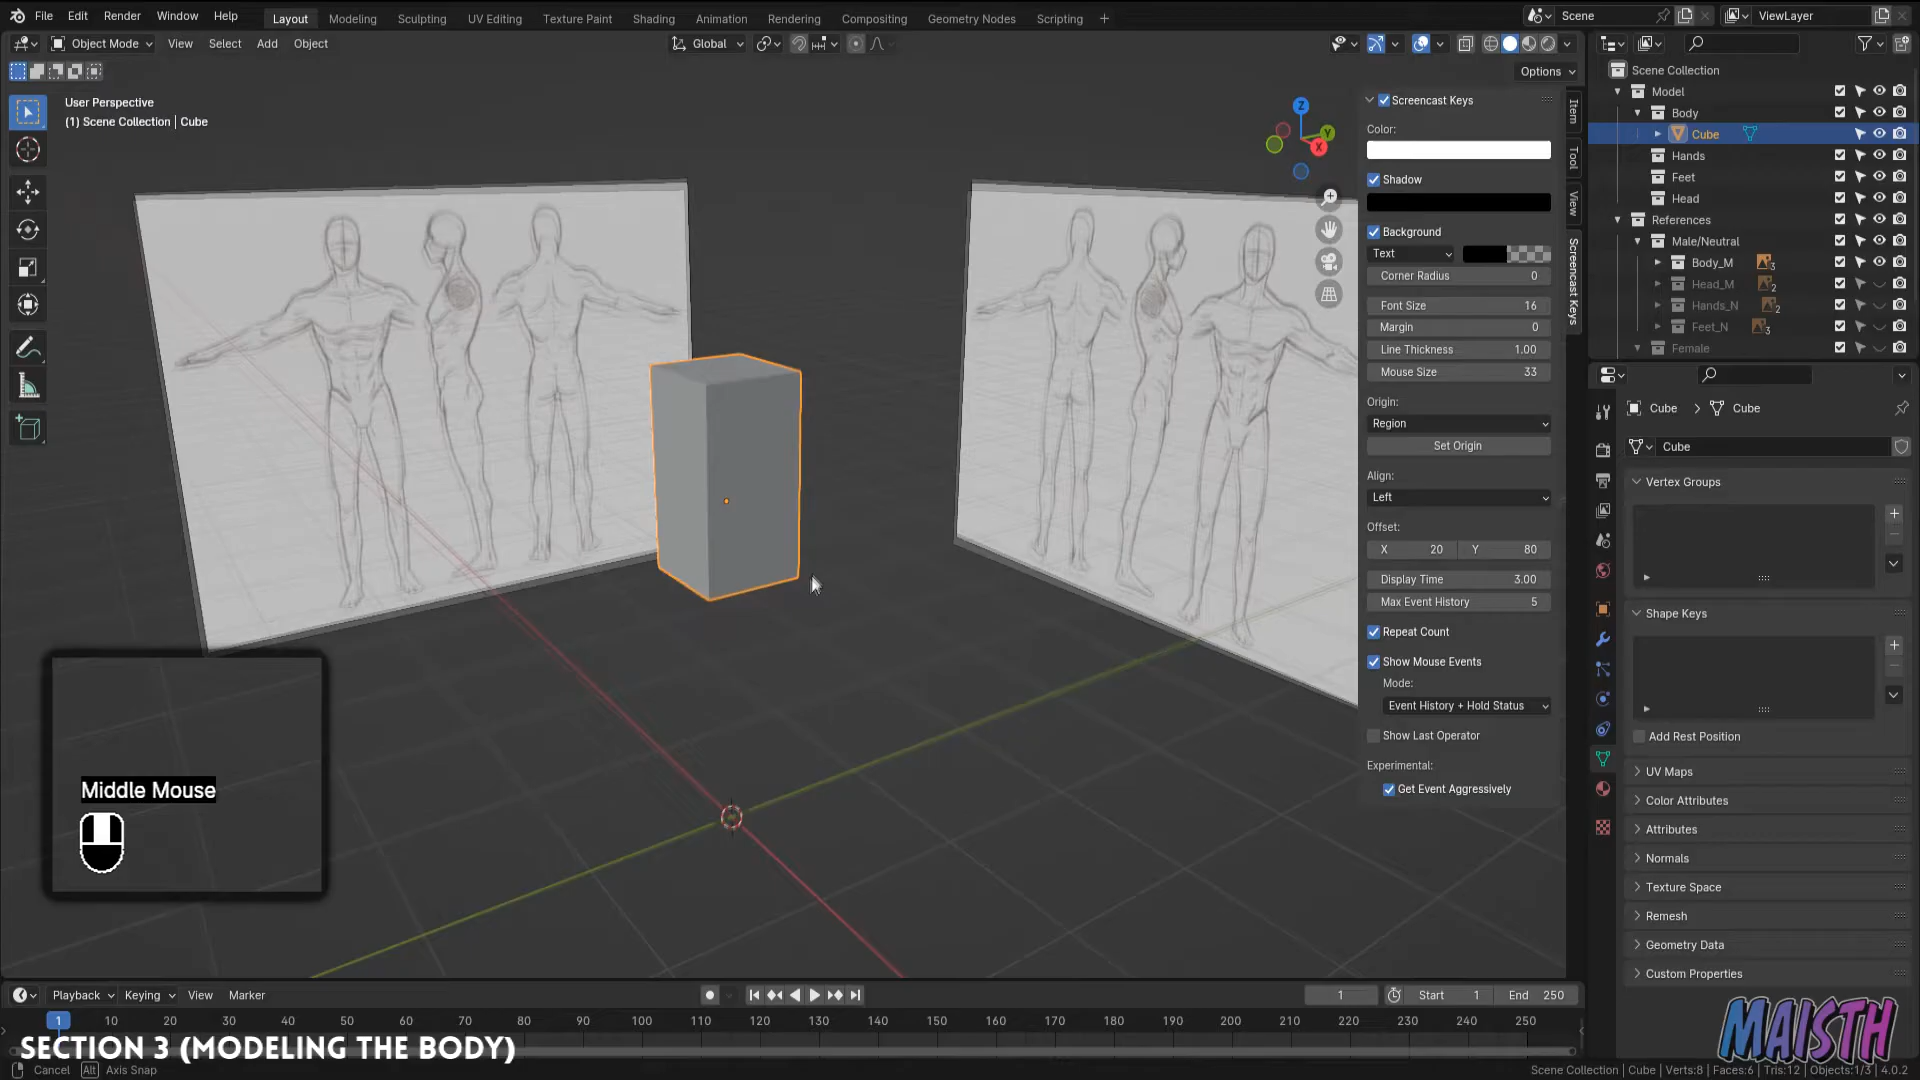 File Edit Render Window Help Layout Modeling Sculpting UV Editing Texture Paint Shading Animation Rendering Compositing Geometry Nodes Scripting + Scene ViewLayer
Object Mode View Select Add Object Global
Options
User Perspective
(1) Scene Collection | Cube
Z
Y
X
Screencast Keys
Color:
Shadow
Background
Text
Corner Radius 0
Font Size 16
Margin 0
Line Thickness 1.00
Mouse Size 33
Origin:
Region
Set Origin
Align:
Left
Offset:
X 20 Y 80
Display Time 3.00
Max Event History 5
Repeat Count
Show Mouse Events
Mode:
Event History + Hold Status
Show Last Operator
Experimental:
Get Event Aggressively
Item
Tool
View
Screencast Keys
Scene Collection
Model
Body
Cube
Hands
Feet
Head
References
Male/Neutral
Body_M 3
Head_M 2
Hands_N 2
Feet_N 3
Female
Cube > Cube
Cube
Vertex Groups
Shape Keys
Add Rest Position
UV Maps
Color Attributes
Attributes
Normals
Texture Space
Remesh
Geometry Data
Custom Properties
Middle Mouse
Playback Keying View Marker 1 Start 1 End 250
1 10 20 30 40 50 60 70 80 90 100 110 120 130 140 150 160 170 180 190 200 210 220 230 240 250
SECTION 3 (MODELING THE BODY)
MAISTH
Cancel Alt Axis Snap
Scene Collection | Cube | Verts:8 | Faces:6 | Tris:12 | Objects:1/3 | 4.0.2